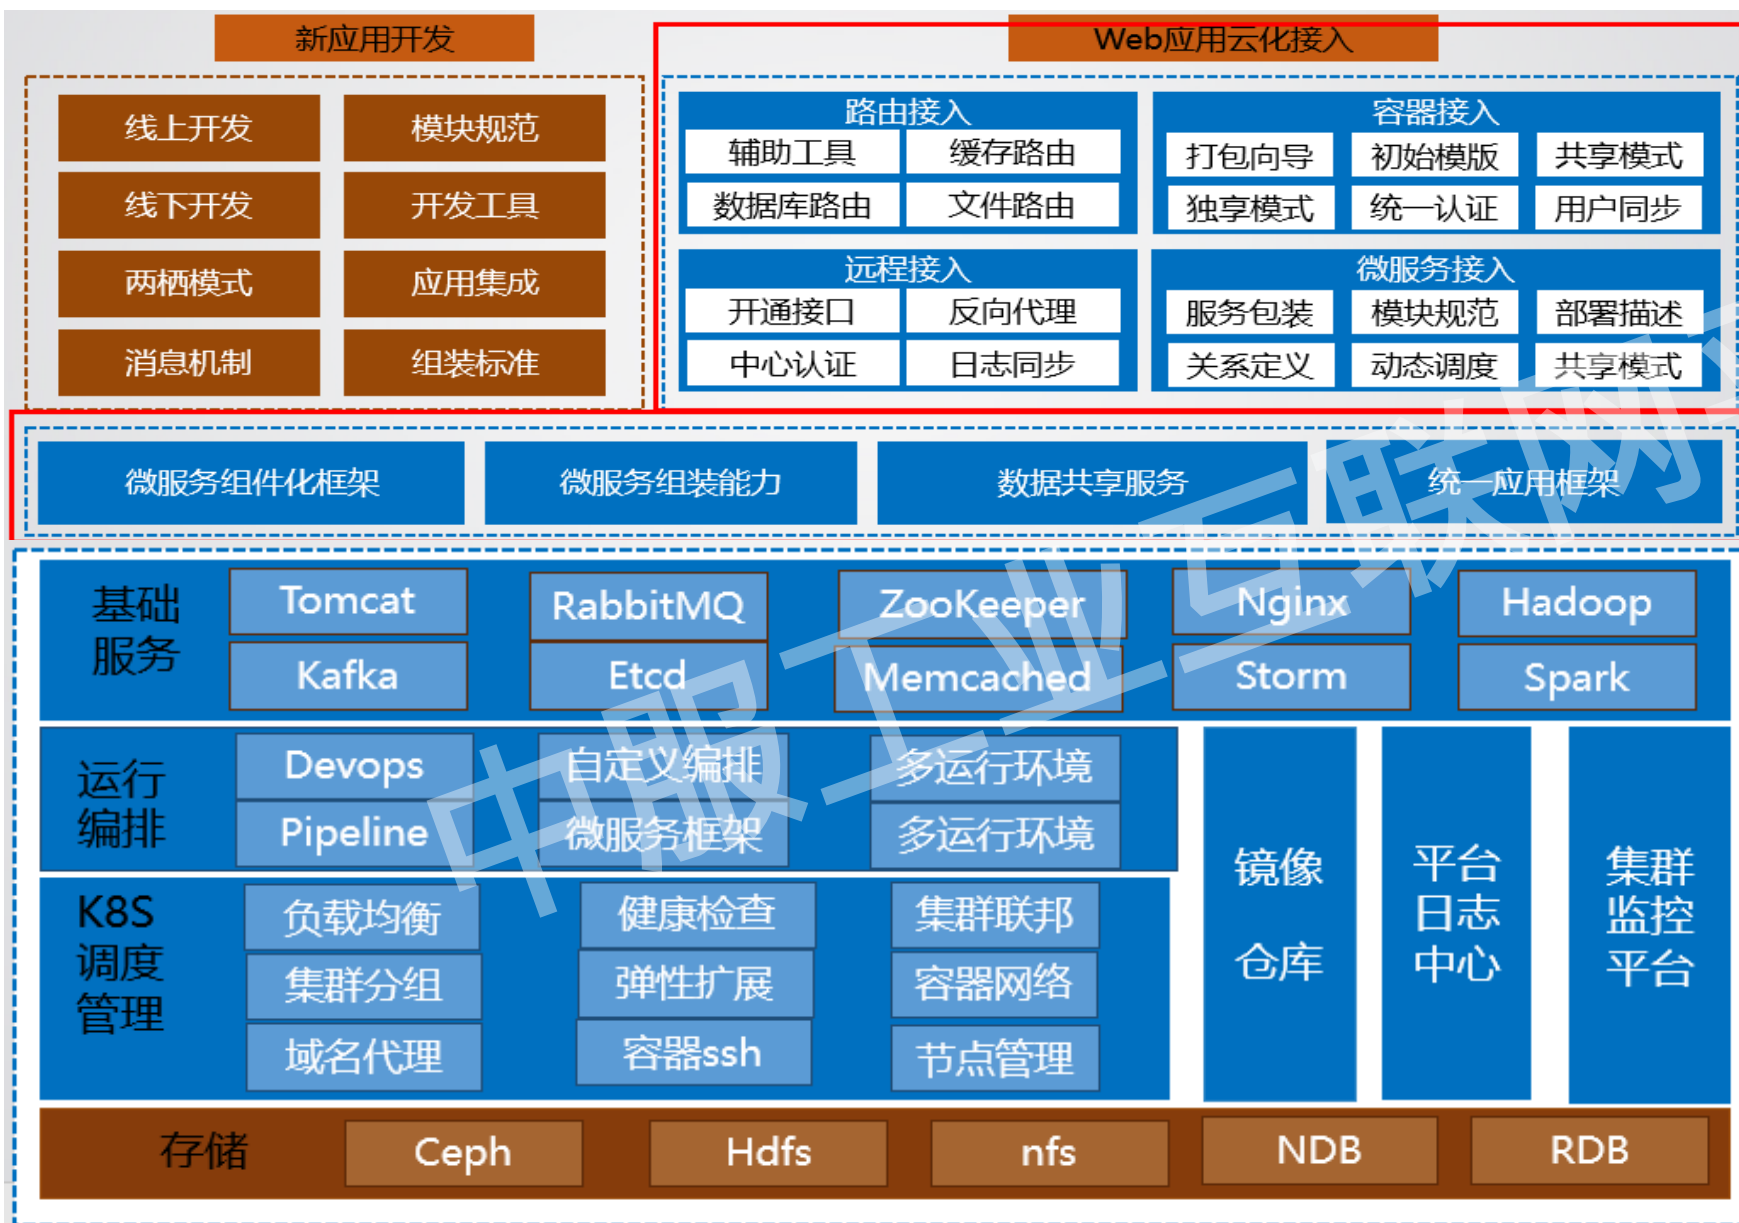 新应用开发
线上开发
模块规范
线下开发
开发工具
两栖模式
应用集成
消息机制
组装标准
Web应用云化接入
路由接入
辅助工具
缓存路由
数据库路由
文件路由
容器接入
打包向导
初始模版
共享模式
独享模式
统一认证
用户同步
远程接入
开通接口
反向代理
中心认证
日志同步
微服务接入
服务包装
模块规范
部署描述
关系定义
动态调度
共享模式
微服务组件化框架
微服务组装能力
数据共享服务
统一应用框架
基础
服务
Tomcat
RabbitMQ
ZooKeeper
Nginx
Hadoop
Kafka
Etcd
Memcached
Storm
Spark
运行
编排
Devops
自定义编排
多运行环境
Pipeline
微服务框架
多运行环境
K8S
调度
管理
负载均衡
健康检查
集群联邦
集群分组
弹性扩展
容器网络
域名代理
容器ssh
节点管理
镜像
仓库
平台
日志
中心
集群
监控
平台
存储
Ceph
Hdfs
nfs
NDB
RDB
中服工业互联网